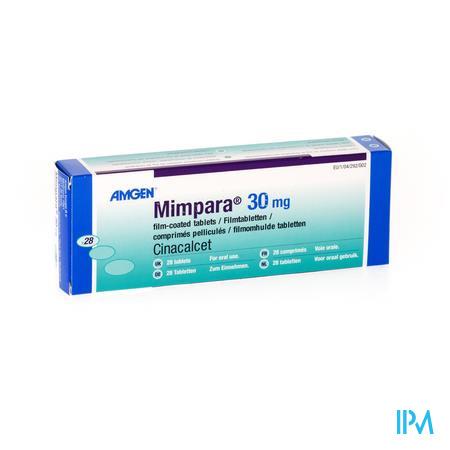 EU/1/04/292/002
AMGEN®
Mimpara® 30 mg
film-coated tablets / Filmtabletten /
comprimés pelliculés / filmomhulde tabletten
Cinacalcet
28
UK 28 tablets For oral use.
DE 28 Tabletten Zum Einnehmen.
FR 28 comprimés Voie orale.
NL 28 tabletten Voor oraal gebruik.
IPM